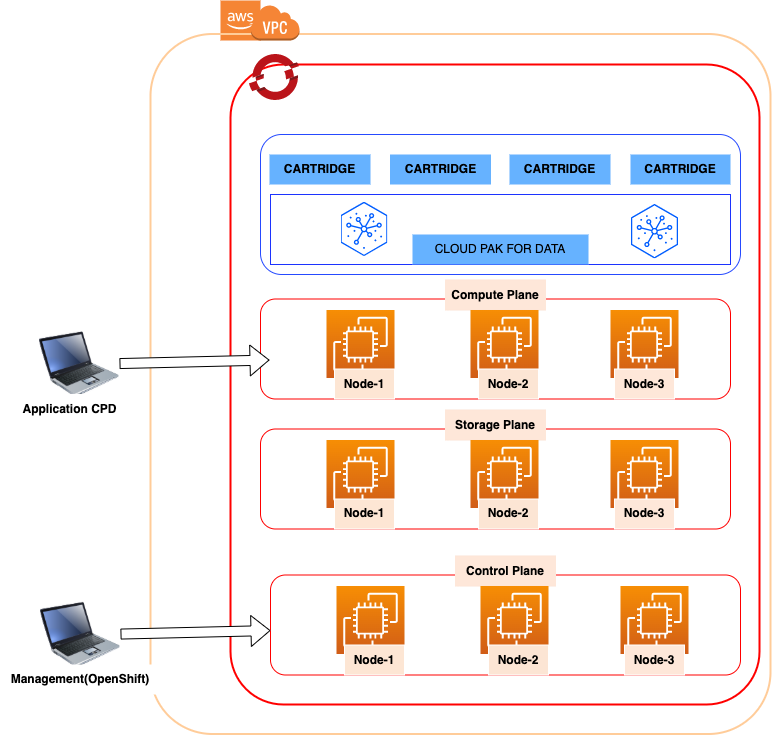 aws
VPC
CARTRIDGE CARTRIDGE CARTRIDGE CARTRIDGE
CLOUD PAK FOR DATA
Compute Plane
Node-1 Node-2 Node-3
Application CPD
Storage Plane
Node-1 Node-2 Node-3
Control Plane
Node-1 Node-2 Node-3
Management(OpenShift)